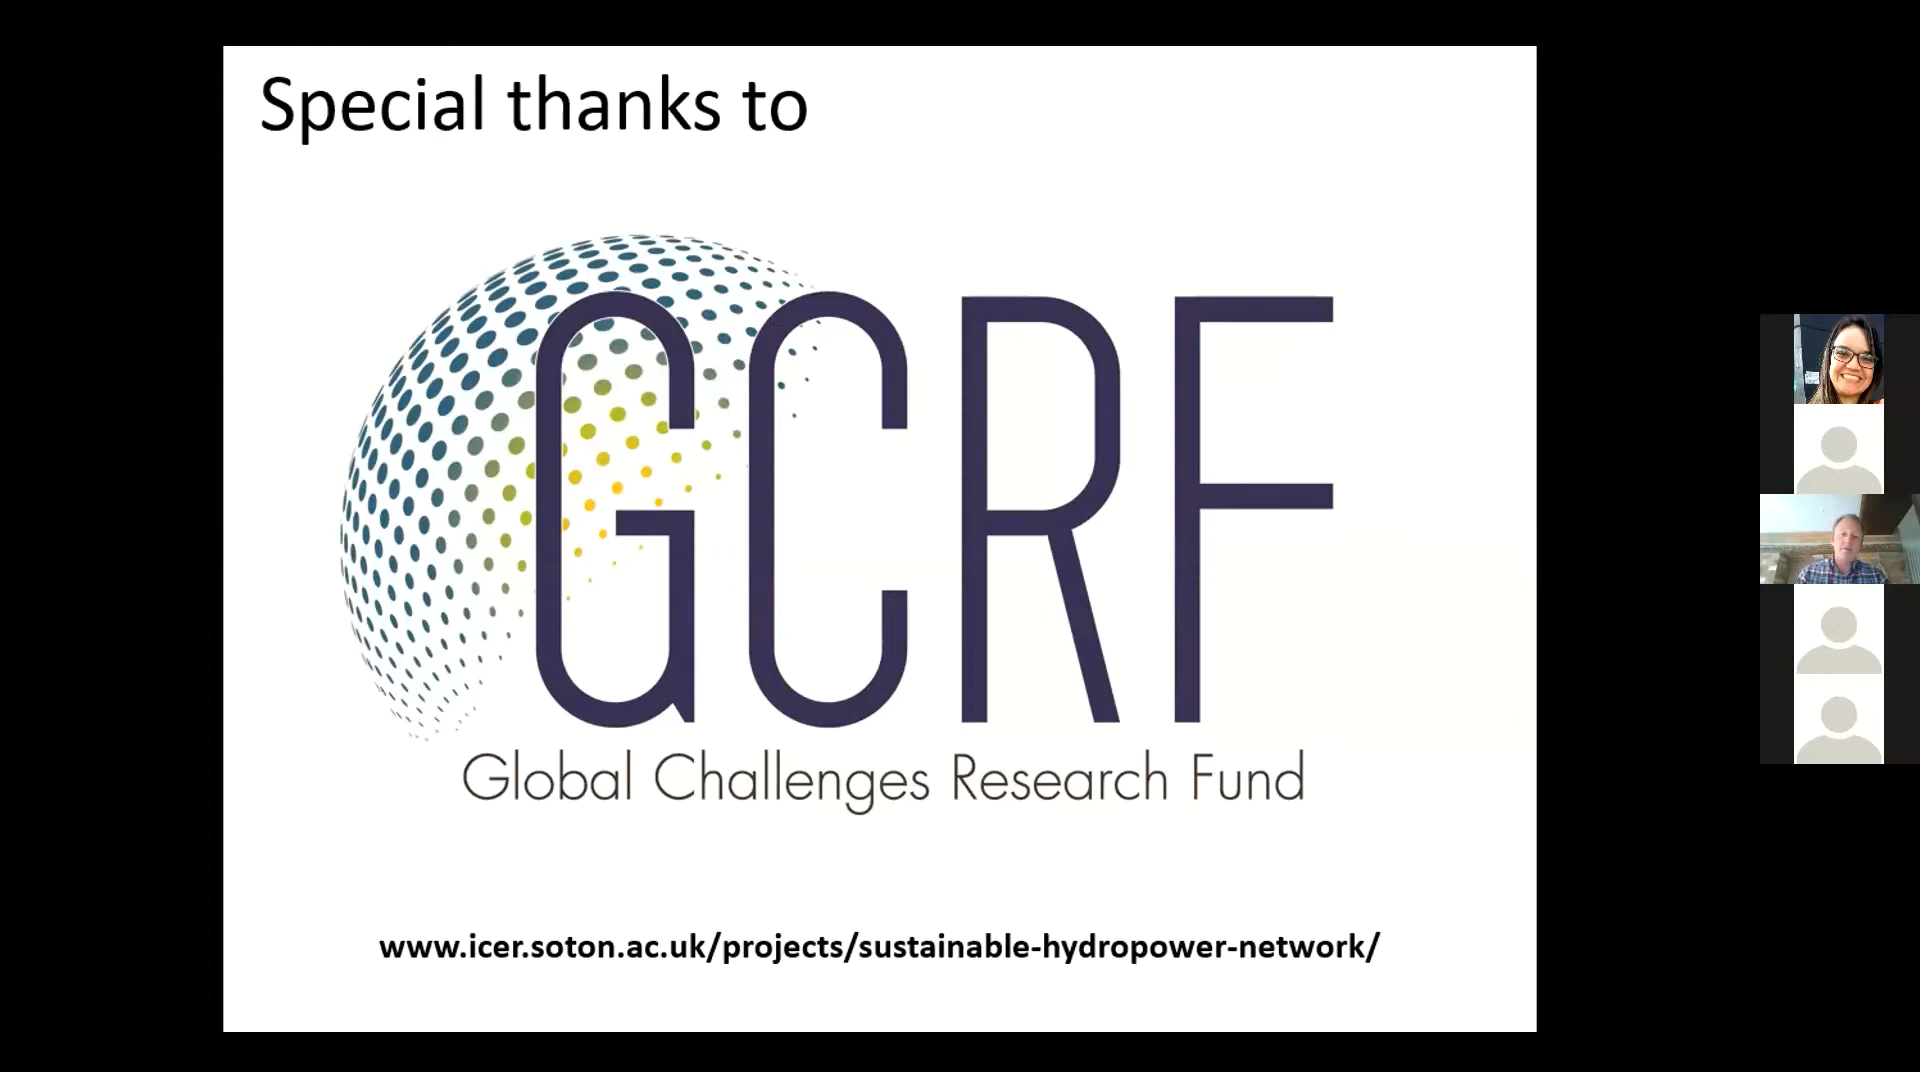 Special thanks to
GCRF
Global Challenges Research Fund
www.icer.soton.ac.uk/projects/sustainable-hydropower-network/